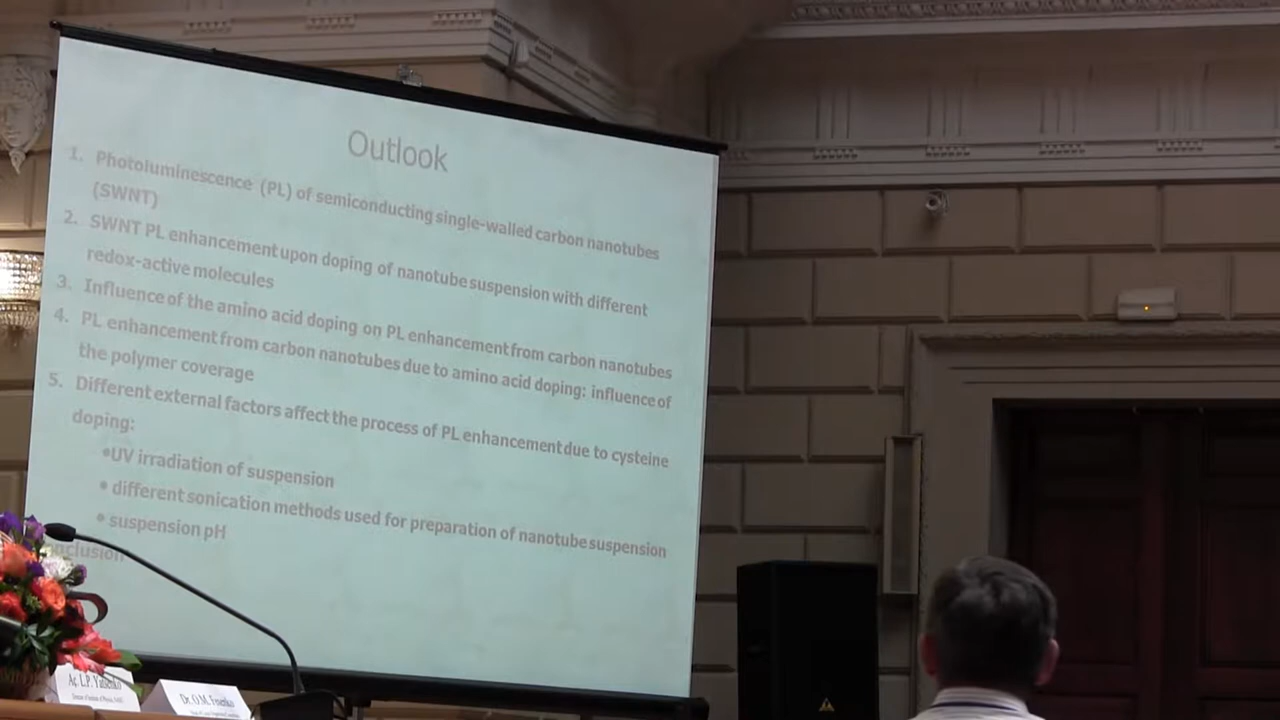 Outlook
1. Photoluminescence (PL) of semiconducting single-walled carbon nanotubes
(SWNT)
2. SWNT PL enhancement upon doping of nanotube suspension with different
redox-active molecules
3. Influence of the amino acid doping on PL enhancement from carbon nanotubes
4. PL enhancement from carbon nanotubes due to amino acid doping: influence of
the polymer coverage
5. Different external factors affect the process of PL enhancement due to cysteine
doping:
•UV irradiation of suspension
• different sonication methods used for preparation of nanotube suspension
• suspension pH
nclusion
L.P. Yatsenko
Dr. O.M. Fesenko